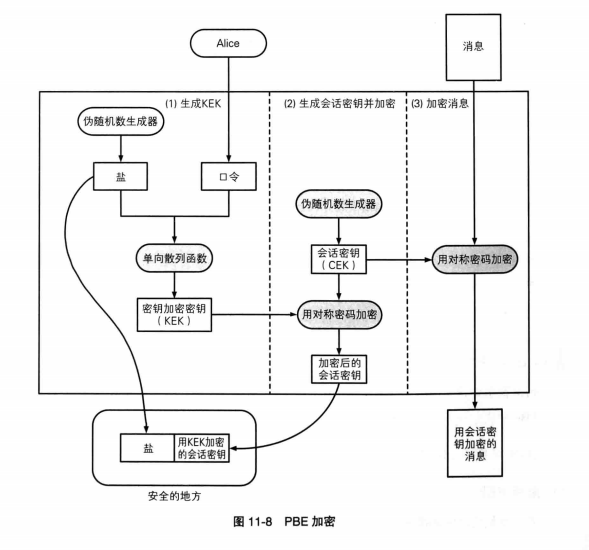 Alice
消息
(1) 生成KEK
(2) 生成会话密钥并加密
(3) 加密消息
伪随机数生成器
盐
口令
伪随机数生成器
单向散列函数
会话密钥
（CEK）
用对称密码加密
密钥加密密钥
（KEK）
用对称密码加密
加密后的
会话密钥
盐
用KEK加密
的会话密钥
用会话密
钥加密的
消息
安全的地方
图 11-8 PBE 加密